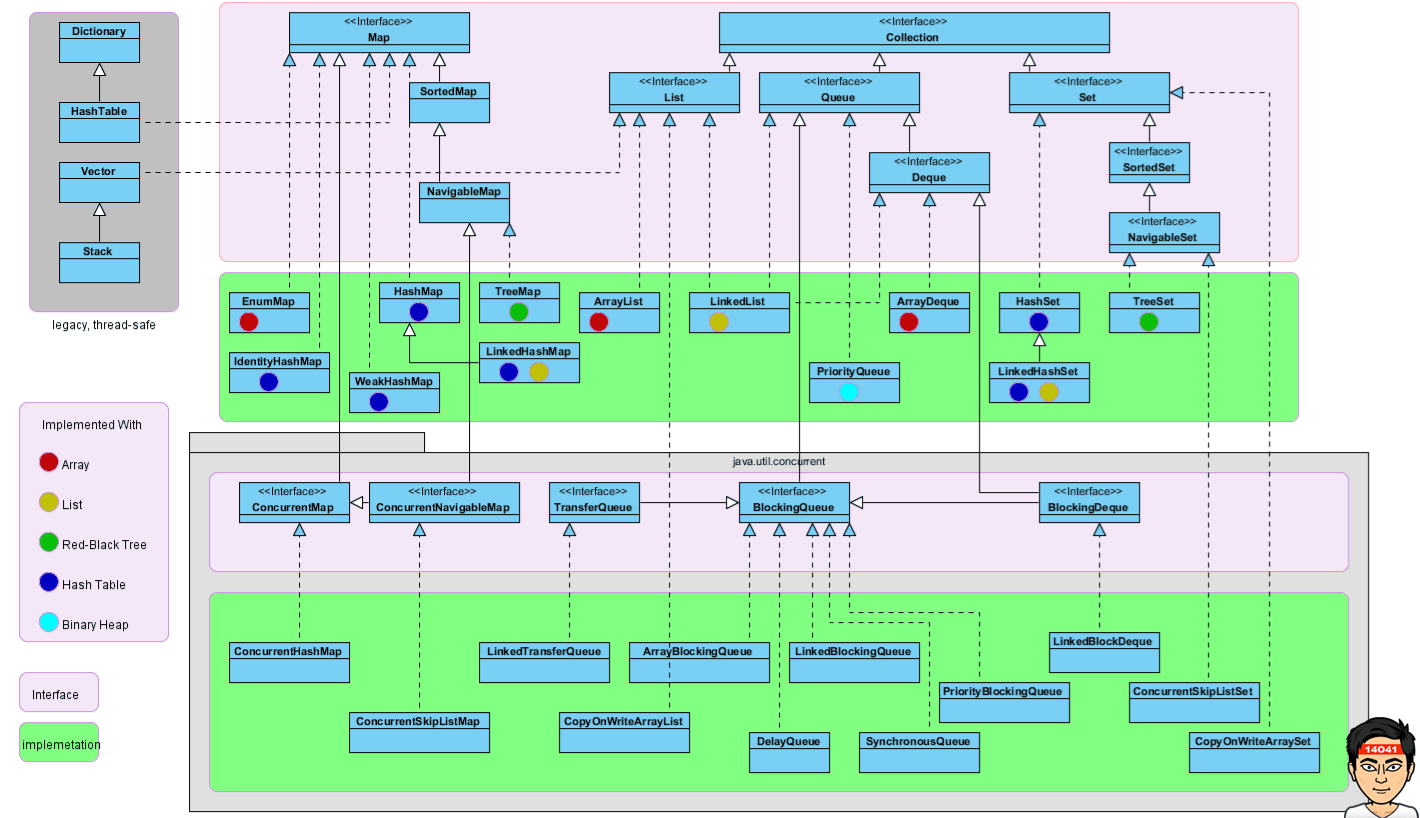 Dictionary
HashTable
Vector
Stack
legacy, thread-safe
<<Interface>>
Map
<<Interface>>
Collection
SortedMap
<<Interface>>
List
<<Interface>>
Queue
<<Interface>>
Set
NavigableMap
<<Interface>>
Deque
<<Interface>>
SortedSet
<<Interface>>
NavigableSet
EnumMap
HashMap
TreeMap
ArrayList
LinkedList
ArrayDeque
HashSet
TreeSet
IdentityHashMap
WeakHashMap
LinkedHashMap
PriorityQueue
LinkedHashSet
Implemented With
Array
List
Red-Black Tree
Hash Table
Binary Heap
Interface
implemetation
java.util.concurrent
<<Interface>>
ConcurrentMap
<<Interface>>
ConcurrentNavigableMap
<<Interface>>
TransferQueue
<<Interface>>
BlockingQueue
<<Interface>>
BlockingDeque
ConcurrentHashMap
LinkedTransferQueue
ArrayBlockingQueue
LinkedBlockingQueue
LinkedBlockDeque
PriorityBlockingQueue
ConcurrentSkipListSet
ConcurrentSkipListMap
CopyOnWriteArrayList
DelayQueue
SynchronousQueue
CopyOnWriteArraySet
14041